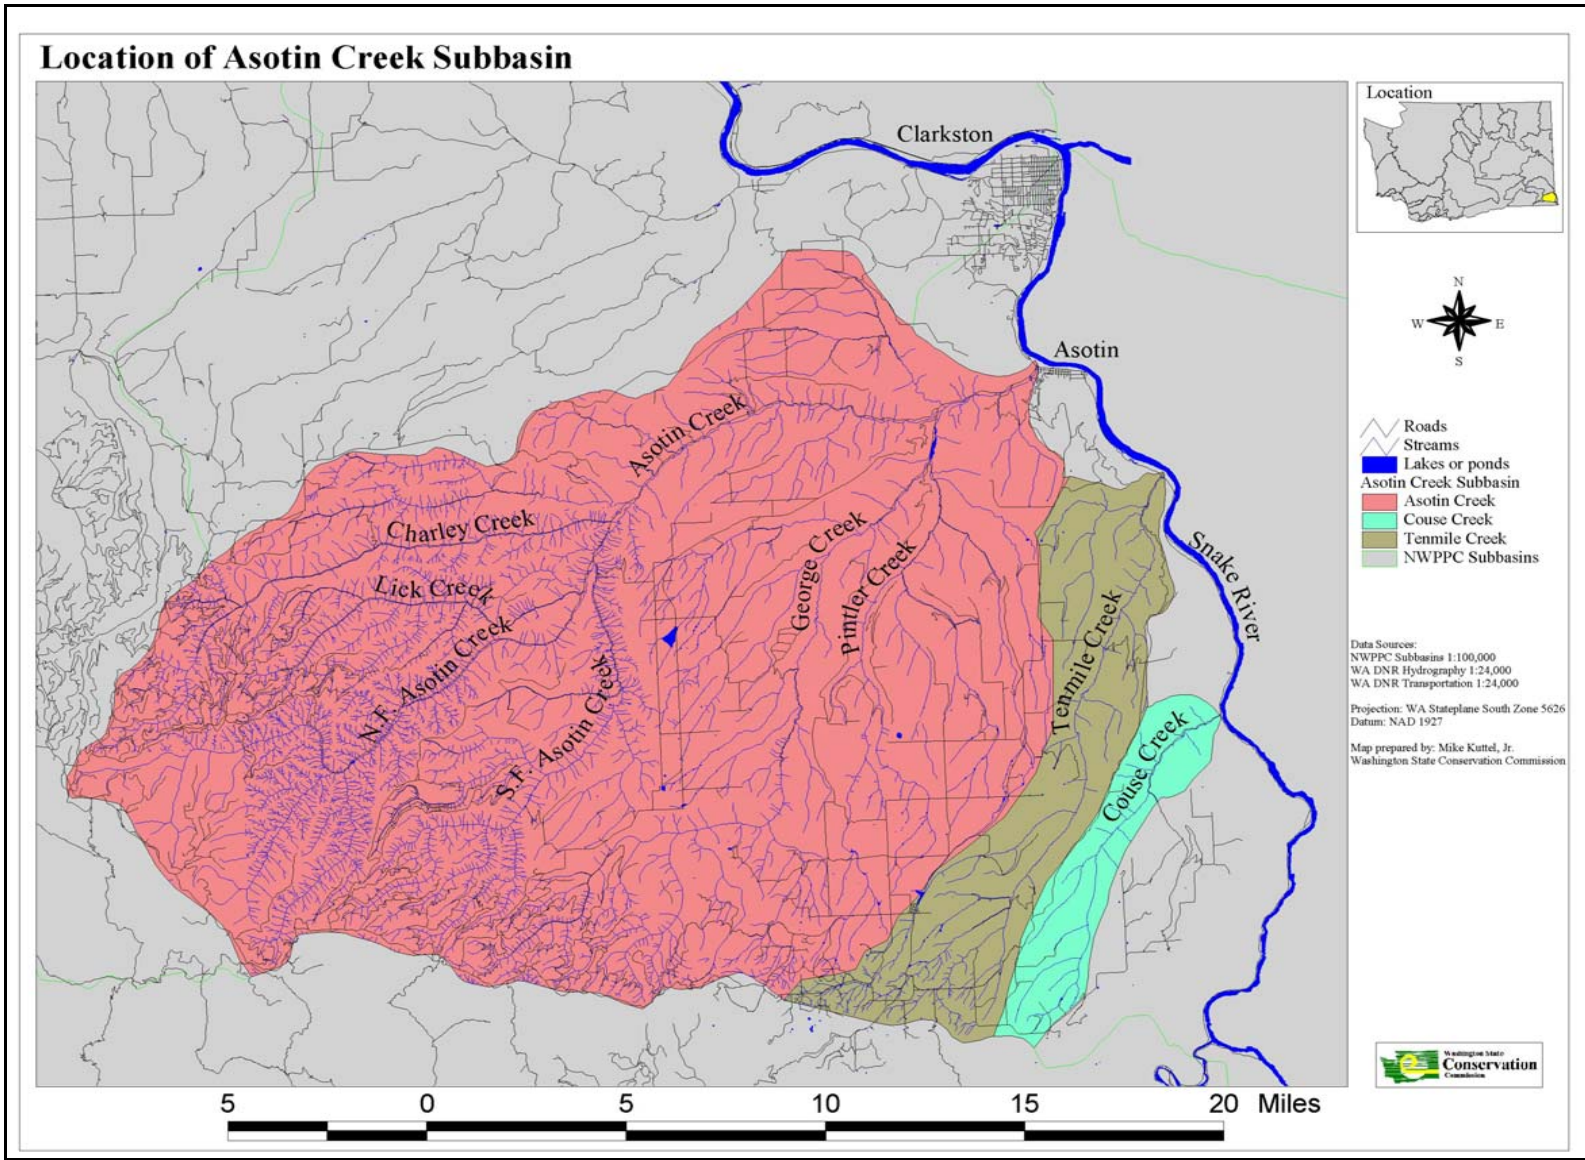 Location of Asotin Creek Subbasin
Clarkston
Asotin
Asotin Creek
Charley Creek
Lick Creek
N.F. Asotin Creek
S.F. Asotin Creek
George Creek
Pintler Creek
Tenmile Creek
Couse Creek
Snake River
Location
N
W
E
S
Roads
Streams
Lakes or ponds
Asotin Creek Subbasin
Asotin Creek
Couse Creek
Tenmile Creek
NWPPC Subbasins
Data Sources:
NWPPC Subbasins 1:100,000
WA DNR Hydrography 1:24,000
WA DNR Transportation 1:24,000
Projection: WA Stateplane South Zone 5626
Datum: NAD 1927
Map prepared by: Mike Kuttel, Jr.
Washington State Conservation Commission
Washington State
Conservation
Commission
5 0 5 10 15 20 Miles